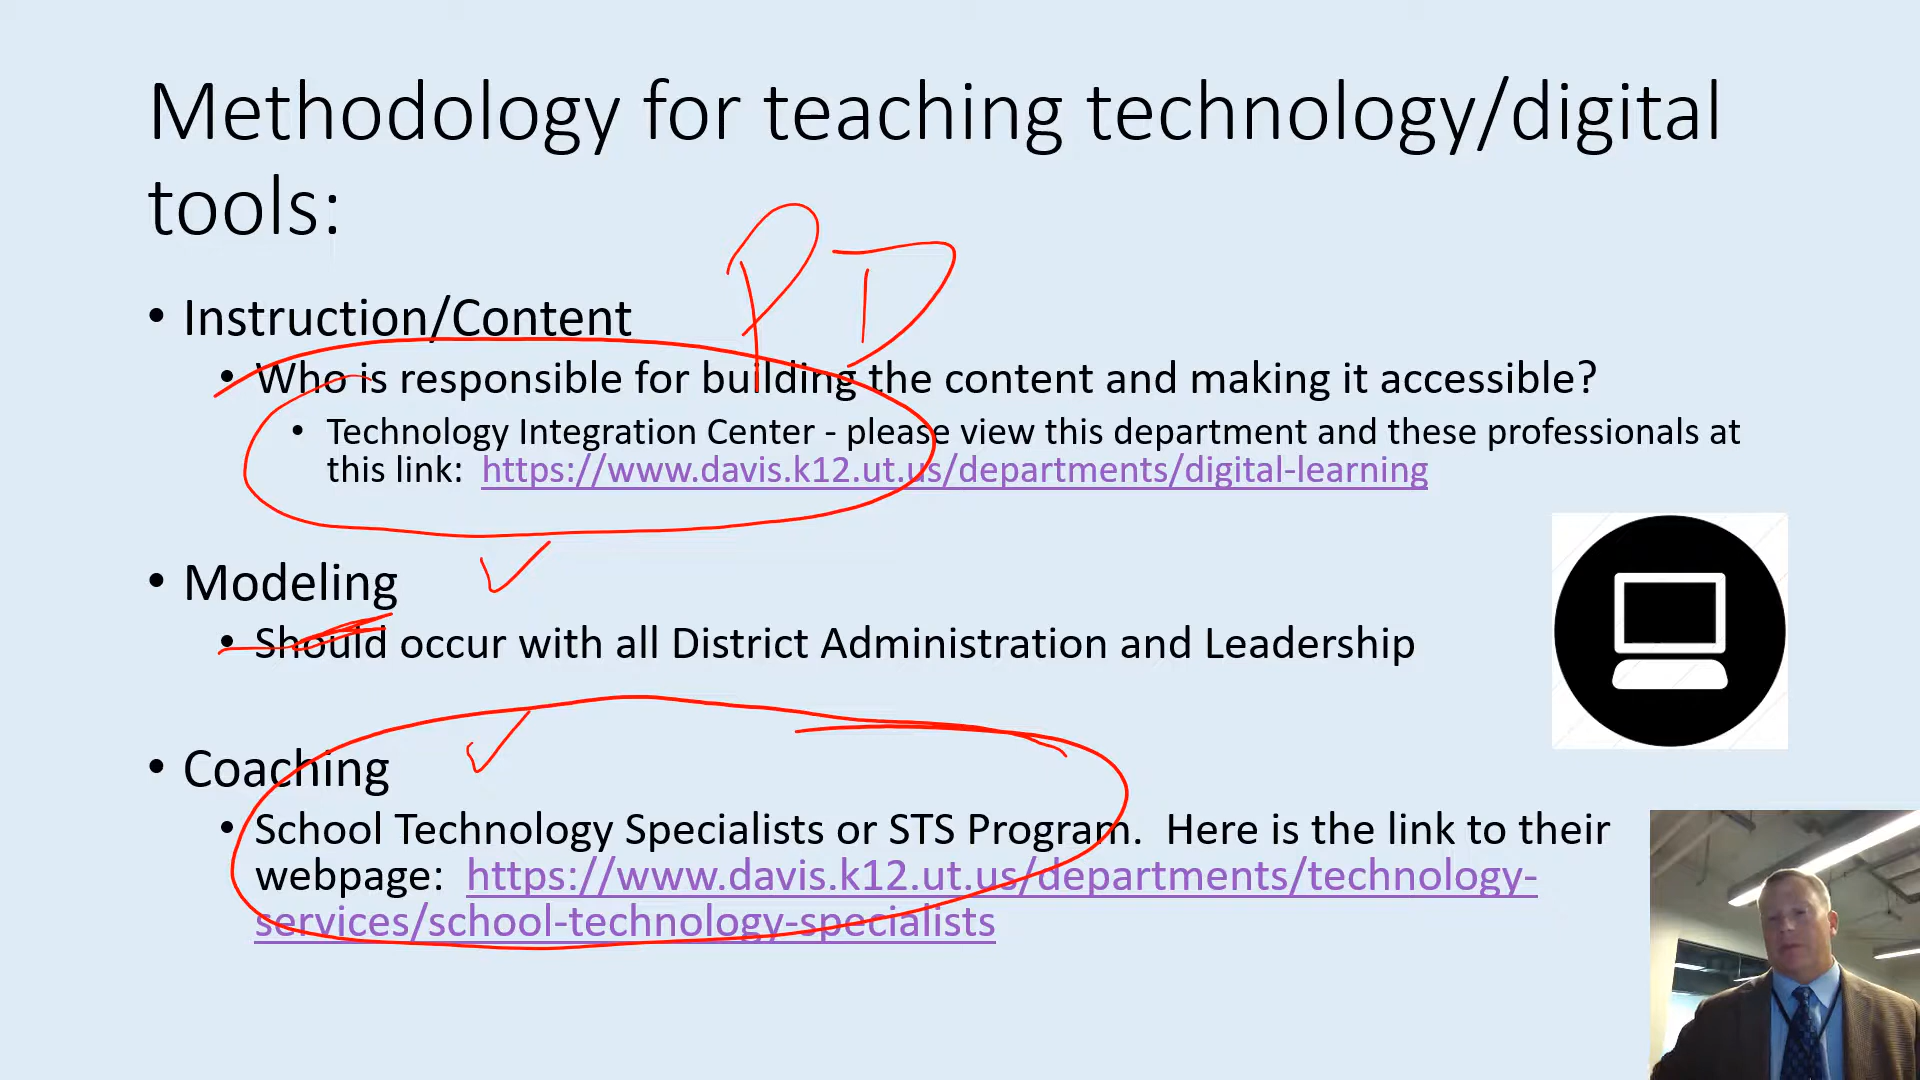 Methodology for teaching technology/digital
tools:
PD
• Instruction/Content
• Who is responsible for building the content and making it accessible?
• Technology Integration Center - please view this department and these professionals at
this link: https://www.davis.k12.ut.us/departments/digital-learning
• Modeling
• Should occur with all District Administration and Leadership
• Coaching
• School Technology Specialists or STS Program. Here is the link to their
webpage: https://www.davis.k12.ut.us/departments/technology-
services/school-technology-specialists